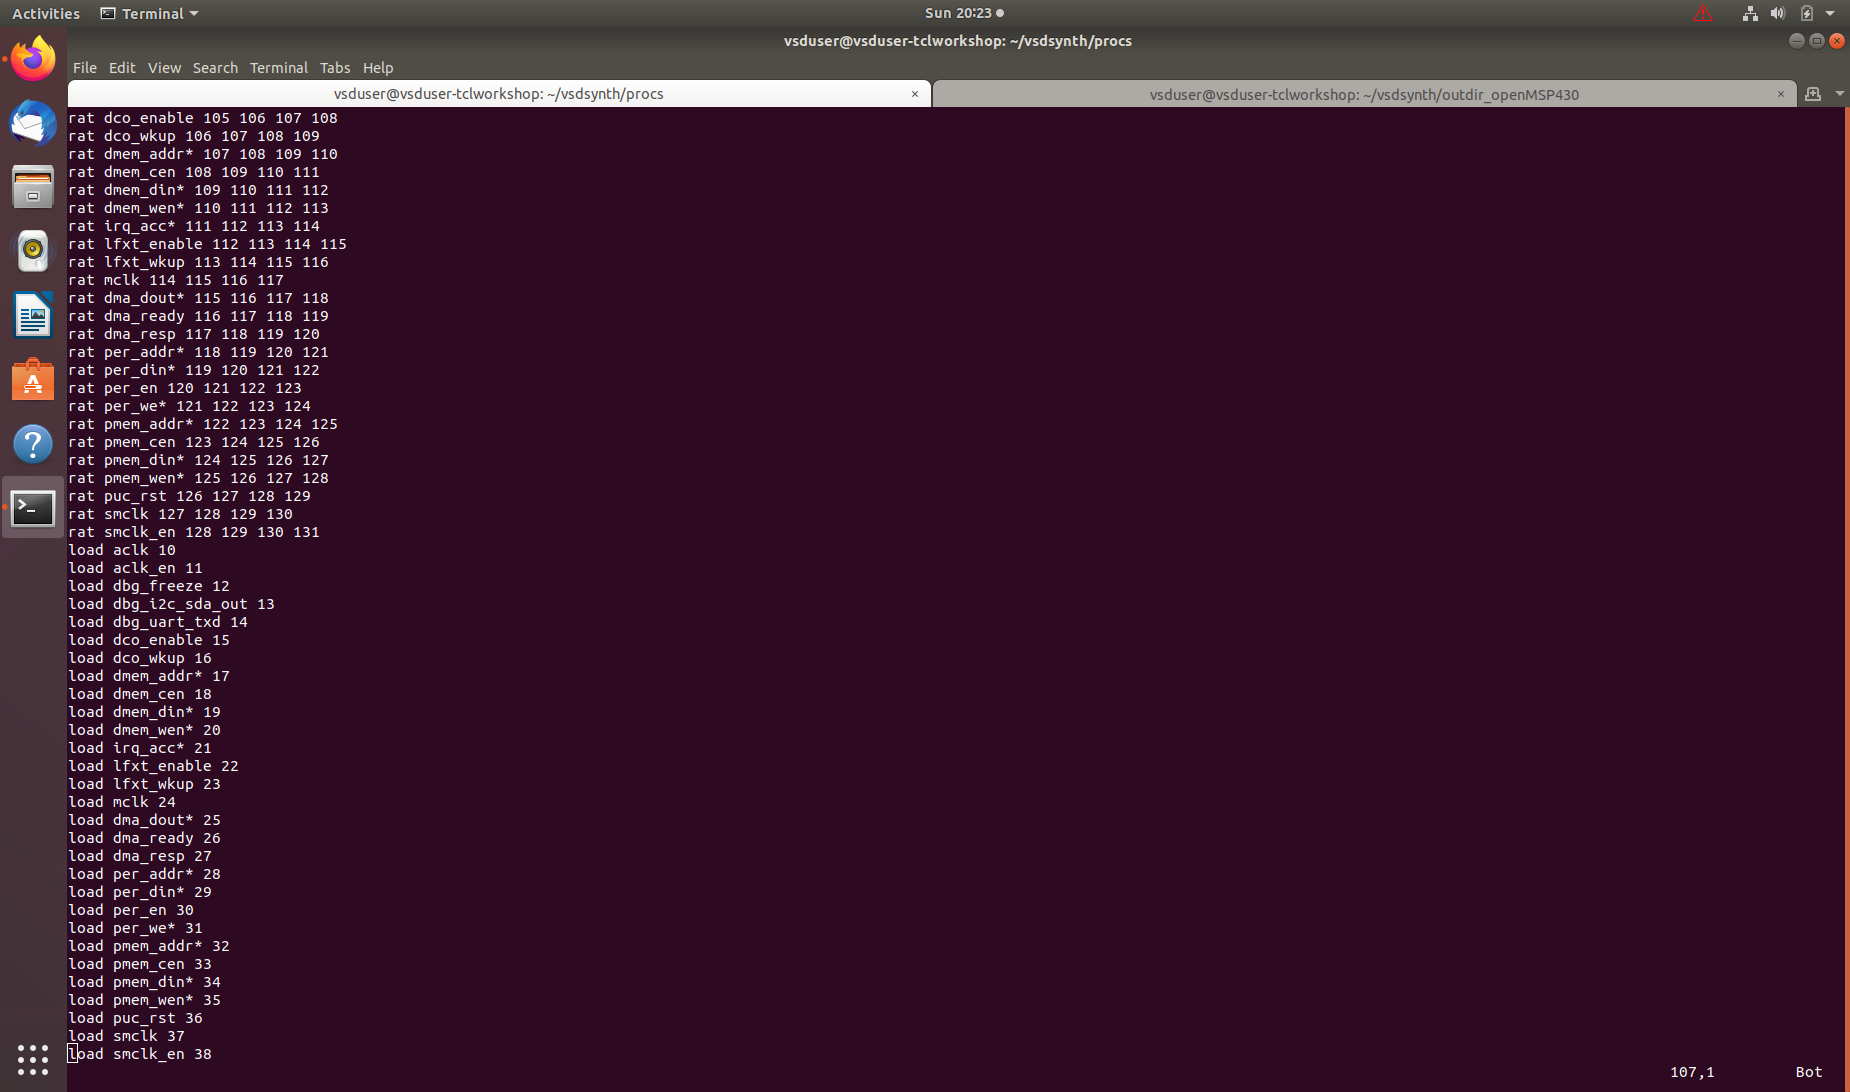 Activities Terminal Sun 20:23
vsduser@vsduser-tclworkshop: ~/vsdsynth/procs
File Edit View Search Terminal Tabs Help
vsduser@vsduser-tclworkshop: ~/vsdsynth/procs × vsduser@vsduser-tclworkshop: ~/vsdsynth/outdir_openMSP430 ×
rat dco_enable 105 106 107 108
rat dco_wkup 106 107 108 109
rat dmem_addr* 107 108 109 110
rat dmem_cen 108 109 110 111
rat dmem_din* 109 110 111 112
rat dmem_wen* 110 111 112 113
rat irq_acc* 111 112 113 114
rat lfxt_enable 112 113 114 115
rat lfxt_wkup 113 114 115 116
rat mclk 114 115 116 117
rat dma_dout* 115 116 117 118
rat dma_ready 116 117 118 119
rat dma_resp 117 118 119 120
rat per_addr* 118 119 120 121
rat per_din* 119 120 121 122
rat per_en 120 121 122 123
rat per_we* 121 122 123 124
rat pmem_addr* 122 123 124 125
rat pmem_cen 123 124 125 126
rat pmem_din* 124 125 126 127
rat pmem_wen* 125 126 127 128
rat puc_rst 126 127 128 129
rat smclk 127 128 129 130
rat smclk_en 128 129 130 131
load aclk 10
load aclk_en 11
load dbg_freeze 12
load dbg_i2c_sda_out 13
load dbg_uart_txd 14
load dco_enable 15
load dco_wkup 16
load dmem_addr* 17
load dmem_cen 18
load dmem_din* 19
load dmem_wen* 20
load irq_acc* 21
load lfxt_enable 22
load lfxt_wkup 23
load mclk 24
load dma_dout* 25
load dma_ready 26
load dma_resp 27
load per_addr* 28
load per_din* 29
load per_en 30
load per_we* 31
load pmem_addr* 32
load pmem_cen 33
load pmem_din* 34
load pmem_wen* 35
load puc_rst 36
load smclk 37
load smclk_en 38
107,1 Bot